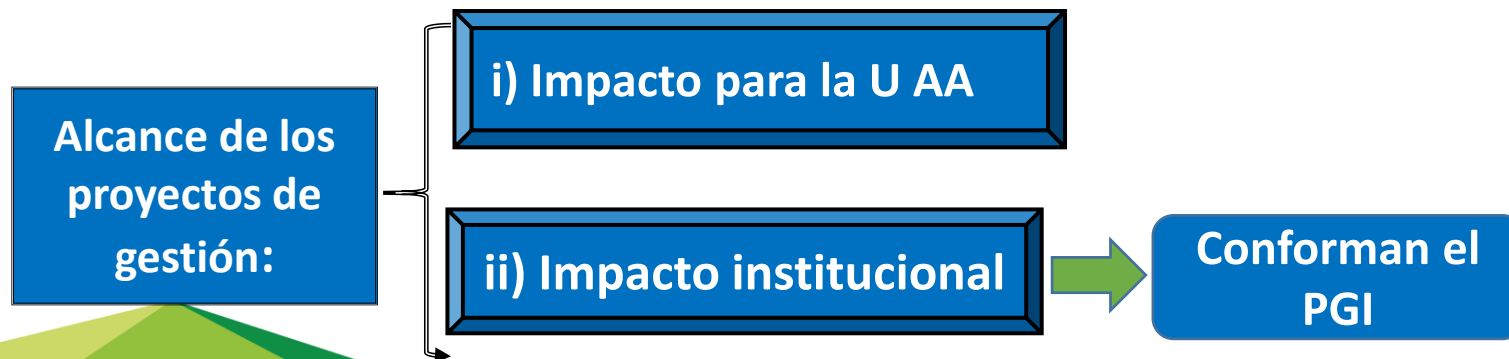 Alcance de los
proyectos de
gestión:
i) Impacto para la U AA
ii) Impacto institucional
Conforman el
PGI